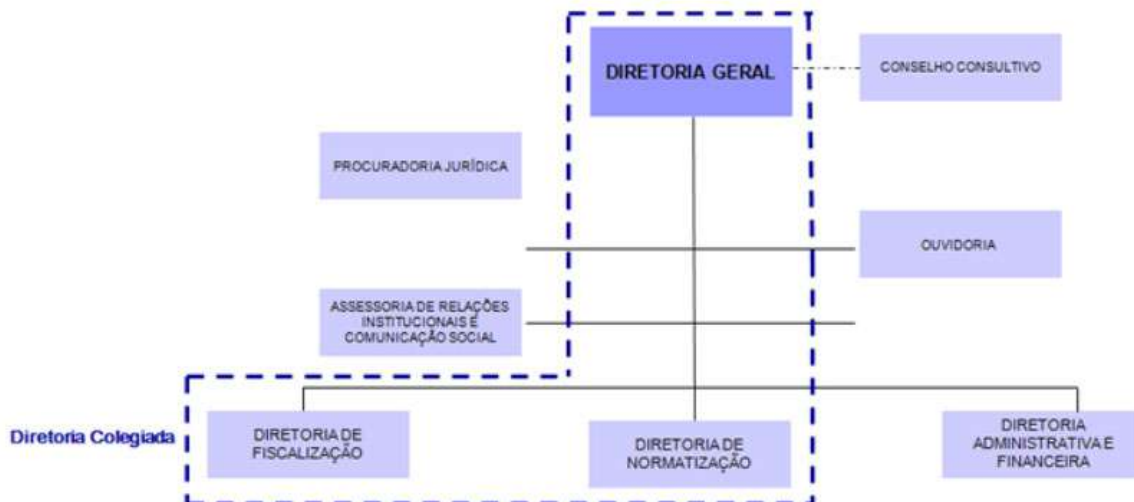 DIRETORIA GERAL
CONSELHO CONSULTIVO
PROCURADORIA JURÍDICA
OUVIDORIA
ASSESSORIA DE RELAÇÕES
INSTITUCIONAIS E
COMUNICAÇÃO SOCIAL
Diretoria Colegiada
DIRETORIA DE
FISCALIZAÇÃO
DIRETORIA DE
NORMATIZAÇÃO
DIRETORIA
ADMINISTRATIVA E
FINANCEIRA